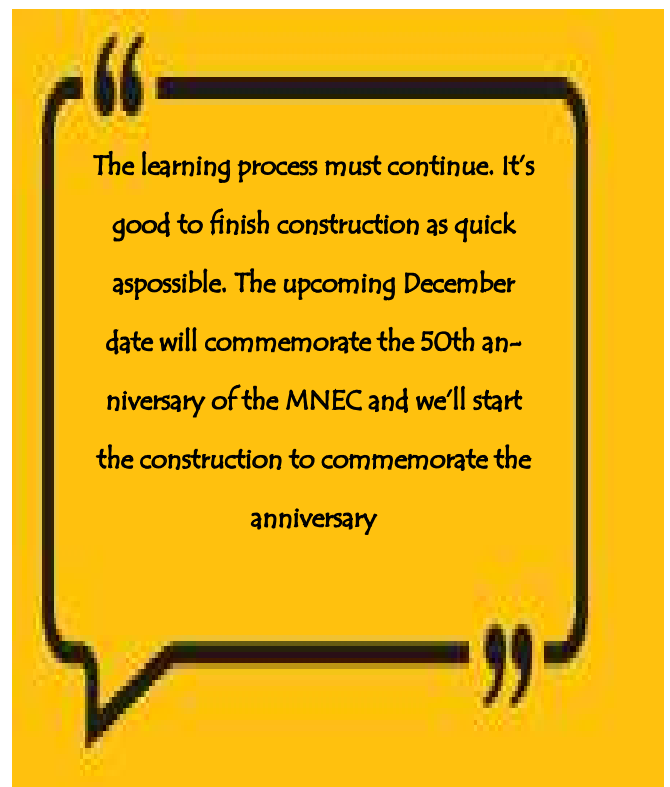 The learning process must continue. It's
good to finish construction as quick
aspossible. The upcoming December
date will commemorate the 50th an-
niversary of the MNEC and we'll start
the construction to commemorate the
anniversary